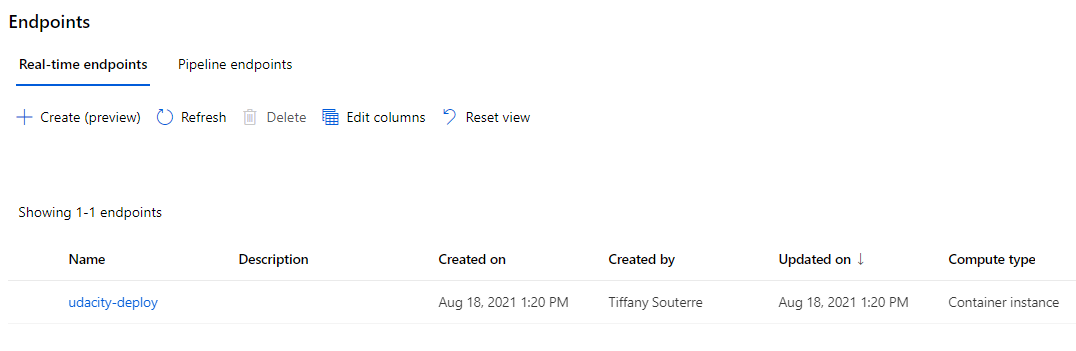 Endpoints
Real-time endpoints Pipeline endpoints
Create (preview) Refresh Delete Edit columns Reset view
Showing 1-1 endpoints
Name Description Created on Created by Updated on ↓ Compute type
udacity-deploy Aug 18, 2021 1:20 PM Tiffany Souterre Aug 18, 2021 1:20 PM Container instance